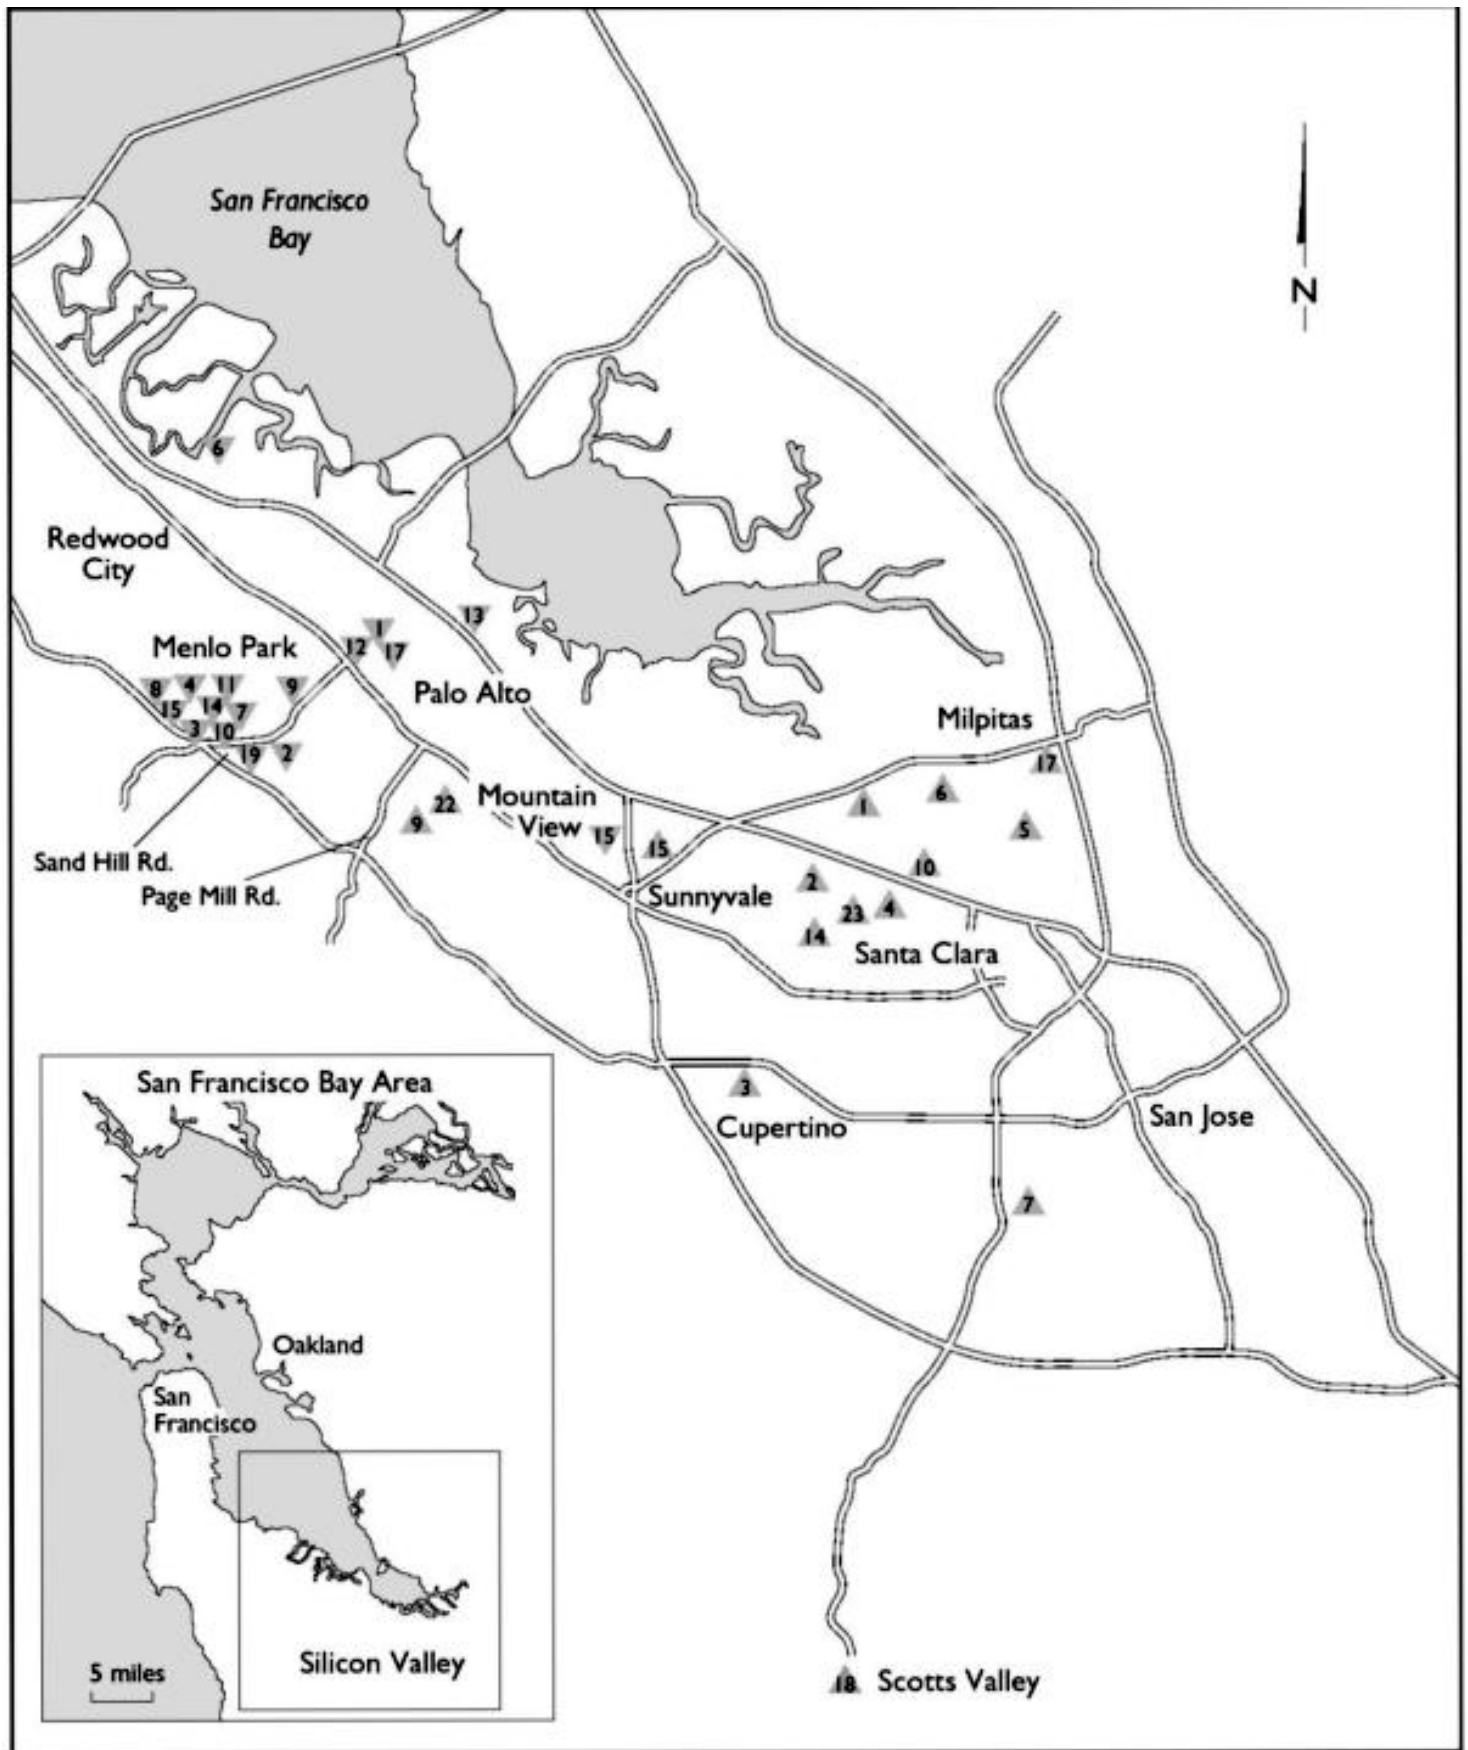 San Francisco
Bay
N
6
Redwood
City
13
1
12
17
Menlo Park
8
4
11
9
15
14
7
3
10
19
2
Palo Alto
Milpitas
17
6
1
5
Mountain
View
22
9
15
15
10
2
23
4
14
Sand Hill Rd.
Page Mill Rd.
Sunnyvale
Santa Clara
3
Cupertino
San Jose
7
San Francisco Bay Area
Oakland
San
Francisco
5 miles
Silicon Valley
18
Scotts Valley